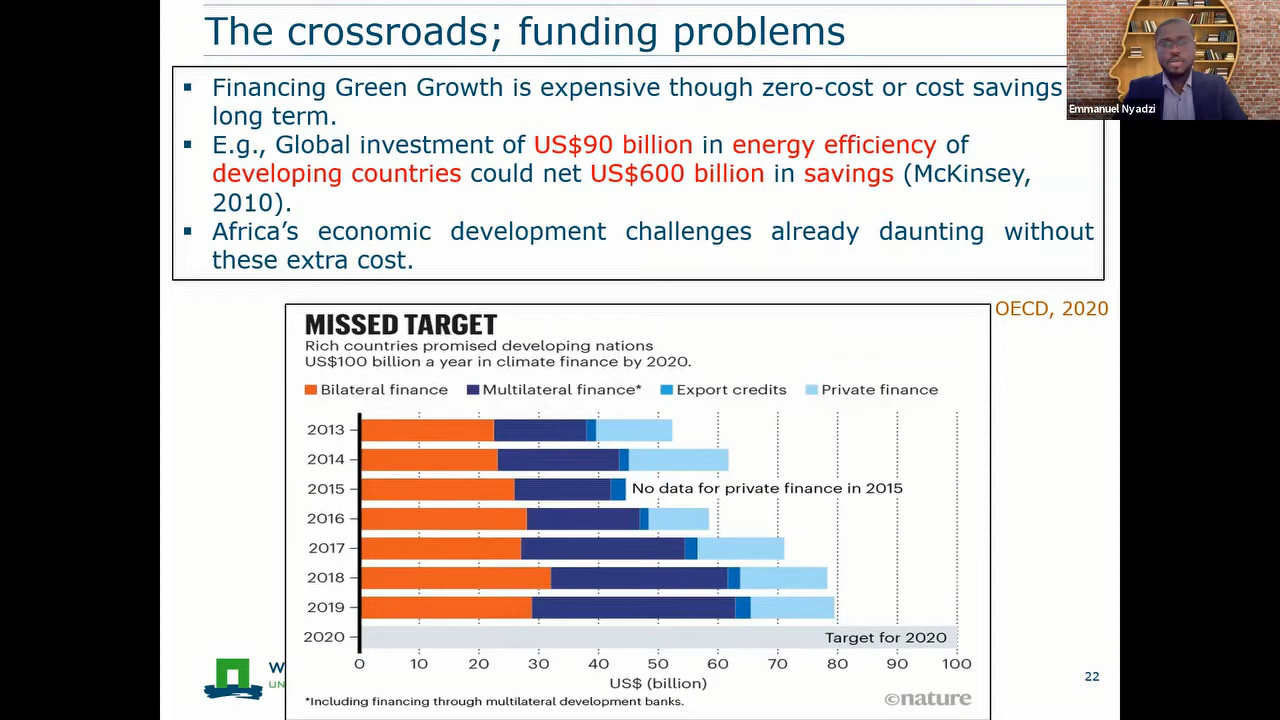 The crossroads; funding problems
▪ Financing Green Growth is expensive though zero-cost or cost savings
long term.
▪ E.g., Global investment of US$90 billion in energy efficiency of
developing countries could net US$600 billion in savings (McKinsey,
2010).
▪ Africa's economic development challenges already daunting without
these extra cost.
Emmanuel Nyadzi
OECD, 2020
MISSED TARGET
Rich countries promised developing nations
US$100 billion a year in climate finance by 2020.
Bilateral finance Multilateral finance* Export credits Private finance
2013
2014
2015 No data for private finance in 2015
2016
2017
2018
2019
2020 Target for 2020
0 10 20 30 40 50 60 70 80 90 100
US$ (billion)
*Including financing through multilateral development banks.
©nature
W
UN
22